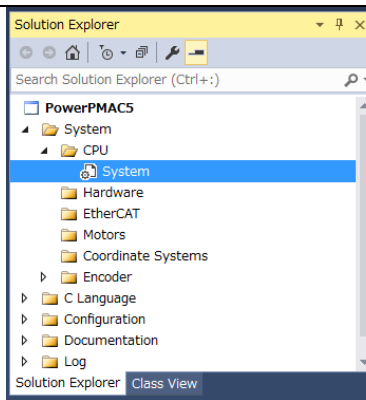 Solution Explorer
Search Solution Explorer (Ctrl+:)
PowerPMAC5
System
CPU
System
Hardware
EtherCAT
Motors
Coordinate Systems
Encoder
C Language
Configuration
Documentation
Log
Solution Explorer Class View